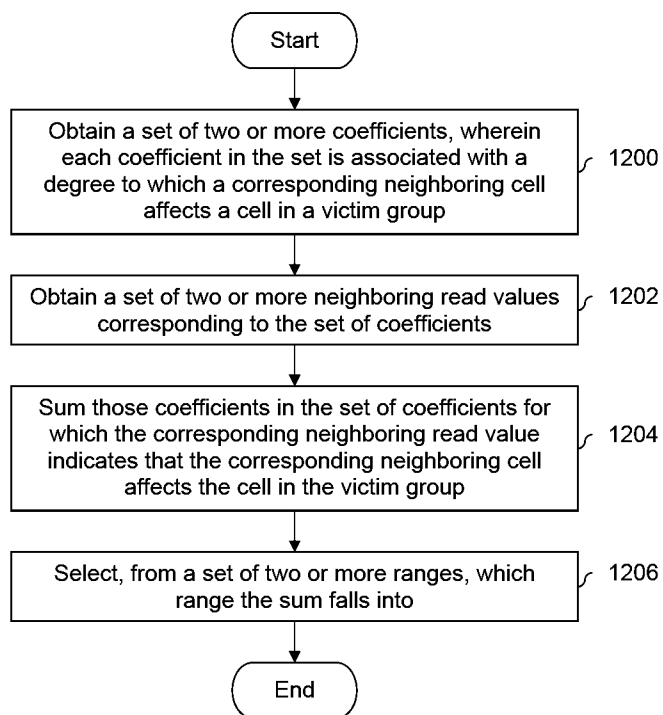 Start
Obtain a set of two or more coefficients, wherein
each coefficient in the set is associated with a
degree to which a corresponding neighboring cell
affects a cell in a victim group
1200
Obtain a set of two or more neighboring read values
corresponding to the set of coefficients
1202
Sum those coefficients in the set of coefficients for
which the corresponding neighboring read value
indicates that the corresponding neighboring cell
affects the cell in the victim group
1204
Select, from a set of two or more ranges, which
range the sum falls into
1206
End